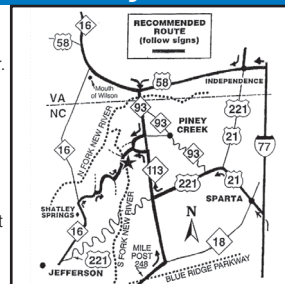 r.
t
RECOMMENDED
ROUTE
(follow signs)
16
58
58
INDEPENDENCE
Mouth
of Wilson
VA
NC
93
N FORK NEW RIVER
93
PINEY
CREEK
221
21
77
16
93
113
221
21
SHATLEY
SPRINGS
S FORK NEW RIVER
SPARTA
N
16
18
MILE
POST
248
221
JEFFERSON
BLUE RIDGE PARKWAY